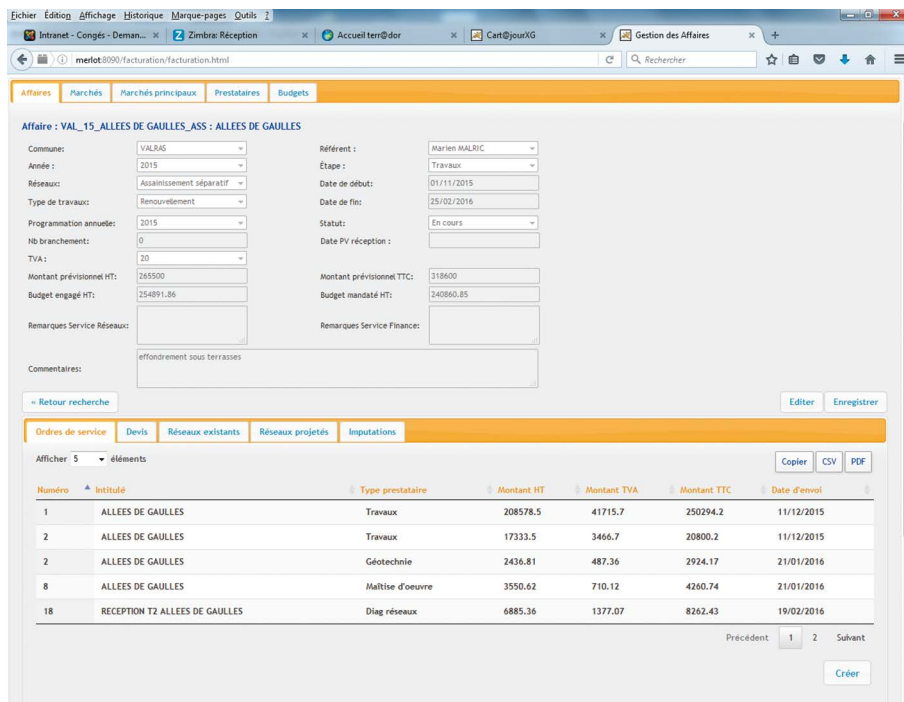 Fichier Édition Affichage Historique Marque-pages Outils ?
Intranet - Congés - Deman... × Zimbra: Réception × Accueil terr@dor × Cart@jourXG × Gestion des Affaires × +
merlot:8090/facturation/facturation.html Rechercher
Affaires Marchés Marchés principaux Prestataires Budgets
Affaire : VAL_15_ALLEES DE GAULLES_ASS : ALLEES DE GAULLES
Commune: VALRAS Référent : Marien MALRIC
Année : 2015 Étape : Travaux
Réseaux: Assainissement séparatif Date de début: 01/11/2015
Type de travaux: Renouvellement Date de fin: 25/02/2016
Programmation annuelle: 2015 Statut: En cours
Nb branchement: 0 Date PV réception :
TVA : 20
Montant prévisionnel HT: 265500 Montant prévisionnel TTC: 318600
Budget engagé HT: 254891.86 Budget mandaté HT: 240860.85
Remarques Service Réseaux: Remarques Service Finance:
Commentaires: effondrement sous terrasses
« Retour recherche Editer Enregistrer
Ordres de service Devis Réseaux existants Réseaux projetés Imputations
Afficher 5 éléments Copier CSV PDF
Numéro Intitulé Type prestataire Montant HT Montant TVA Montant TTC Date d'envoi
1 ALLEES DE GAULLES Travaux 208578.5 41715.7 250294.2 11/12/2015
2 ALLEES DE GAULLES Travaux 17333.5 3466.7 20800.2 11/12/2015
2 ALLEES DE GAULLES Géotechnie 2436.81 487.36 2924.17 21/01/2016
8 ALLEES DE GAULLES Maîtise d'oeuvre 3550.62 710.12 4260.74 21/01/2016
18 RECEPTION T2 ALLEES DE GAULLES Diag réseaux 6885.36 1377.07 8262.43 19/02/2016
Précédent 1 2 Suivant
Créer